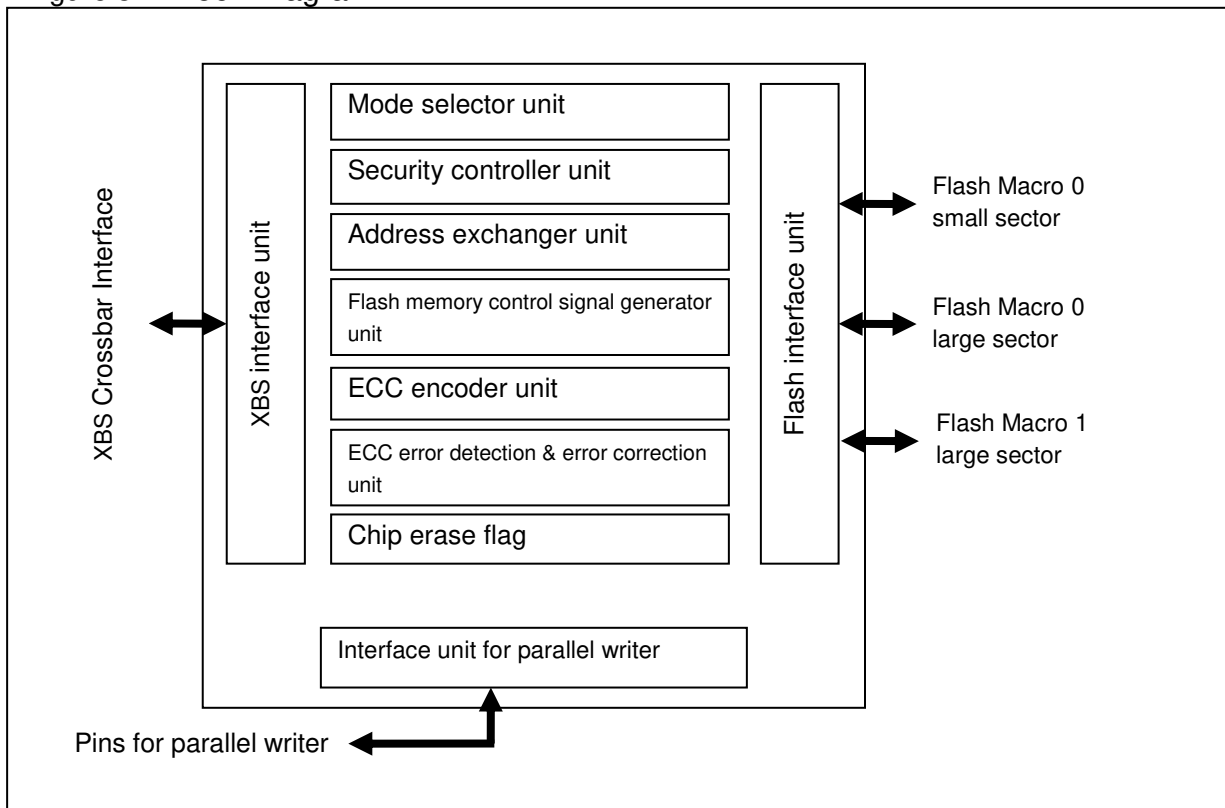 Mode selector unit
Security controller unit
Address exchanger unit
Flash memory control signal generator
unit
ECC encoder unit
ECC error detection & error correction
unit
Chip erase flag
XBS Crossbar Interface
XBS interface unit
Flash interface unit
Flash Macro 0
small sector
Flash Macro 0
large sector
Flash Macro 1
large sector
Interface unit for parallel writer
Pins for parallel writer